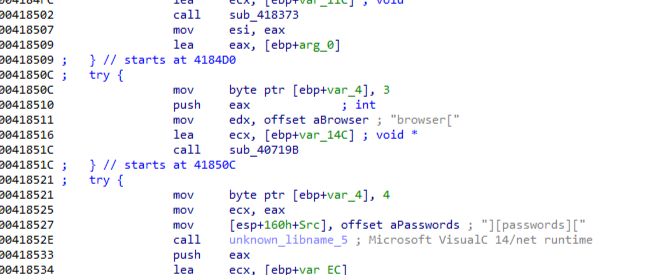 004184FC                 lea     ecx, [ebp+var_11C] ; void
00418502                 call    sub_418373
00418507                 mov     esi, eax
00418509                 lea     eax, [ebp+arg_0]
00418509 ;   } // starts at 4184D0
0041850C ;   try {
0041850C                 mov     byte ptr [ebp+var_4], 3
00418510                 push    eax             ; int
00418511                 mov     edx, offset aBrowser ; "browser["
00418516                 lea     ecx, [ebp+var_14C] ; void *
0041851C                 call    sub_40719B
0041851C ;   } // starts at 41850C
00418521 ;   try {
00418521                 mov     byte ptr [ebp+var_4], 4
00418525                 mov     ecx, eax
00418527                 mov     [esp+160h+Src], offset aPasswords ; "][passwords]["
0041852E                 call    unknown_libname_5 ; Microsoft VisualC 14/net runtime
00418533                 push    eax
00418534                 lea     ecx, [ebp+var_EC]